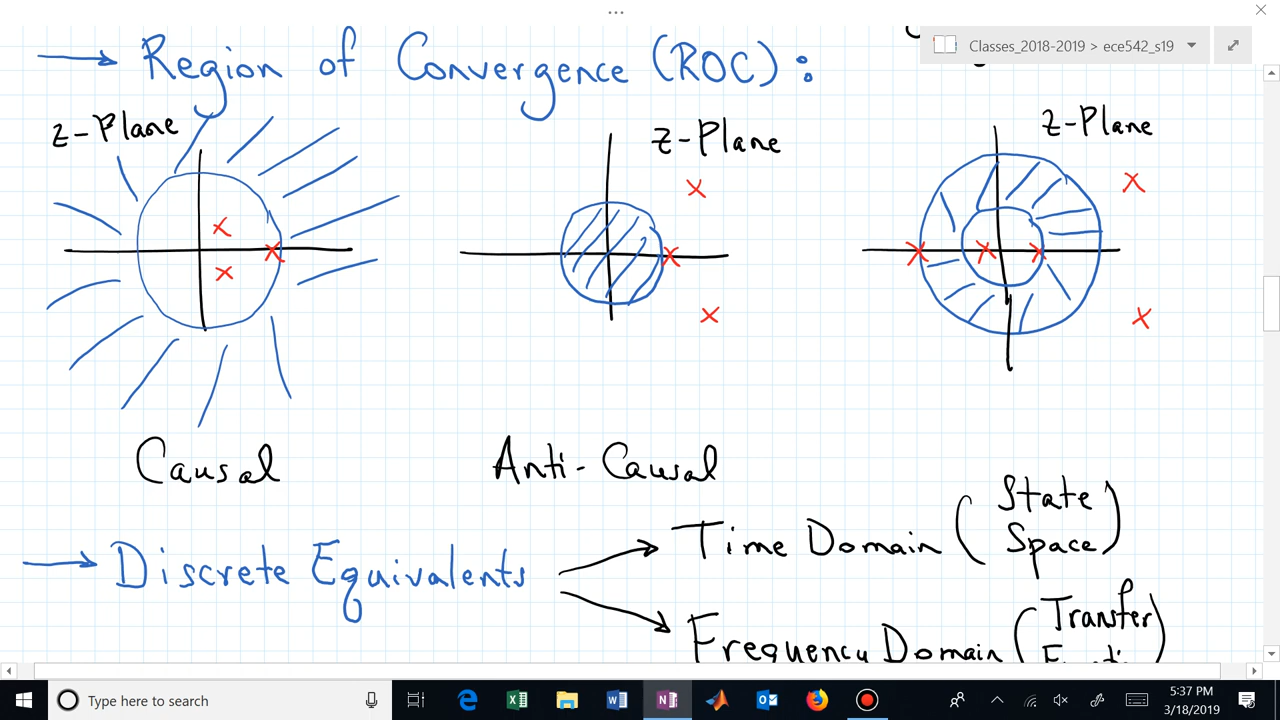 Classes_2018-2019 > ece542_s19
→ Region of Convergence (ROC):
z-Plane
z-Plane
z-Plane
Causal
Anti-Causal
→ Discrete Equivalents
Time Domain (State Space)
Frequency Domain (Transfer
Type here to search
5:37 PM
3/18/2019